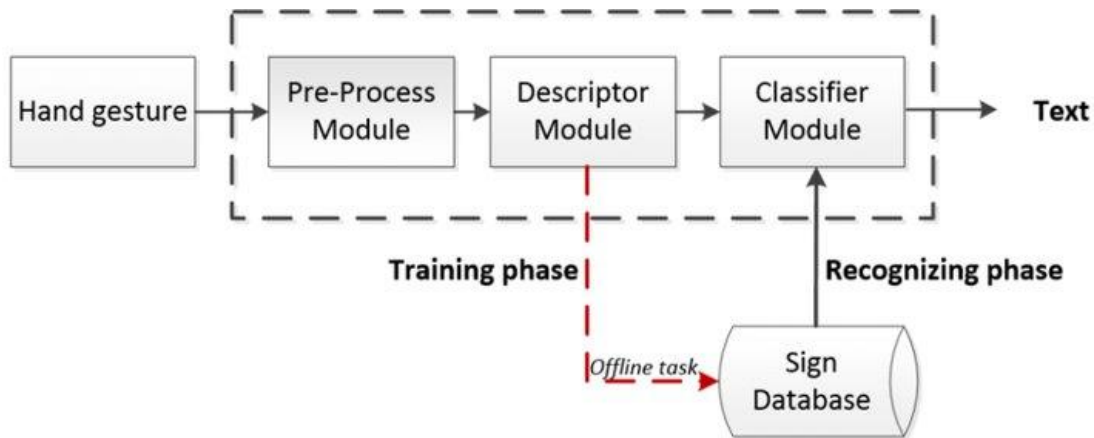 Hand gesture
Pre-Process
Module
Descriptor
Module
Classifier
Module
Text
Training phase
Recognizing phase
Offline task
Sign
Database